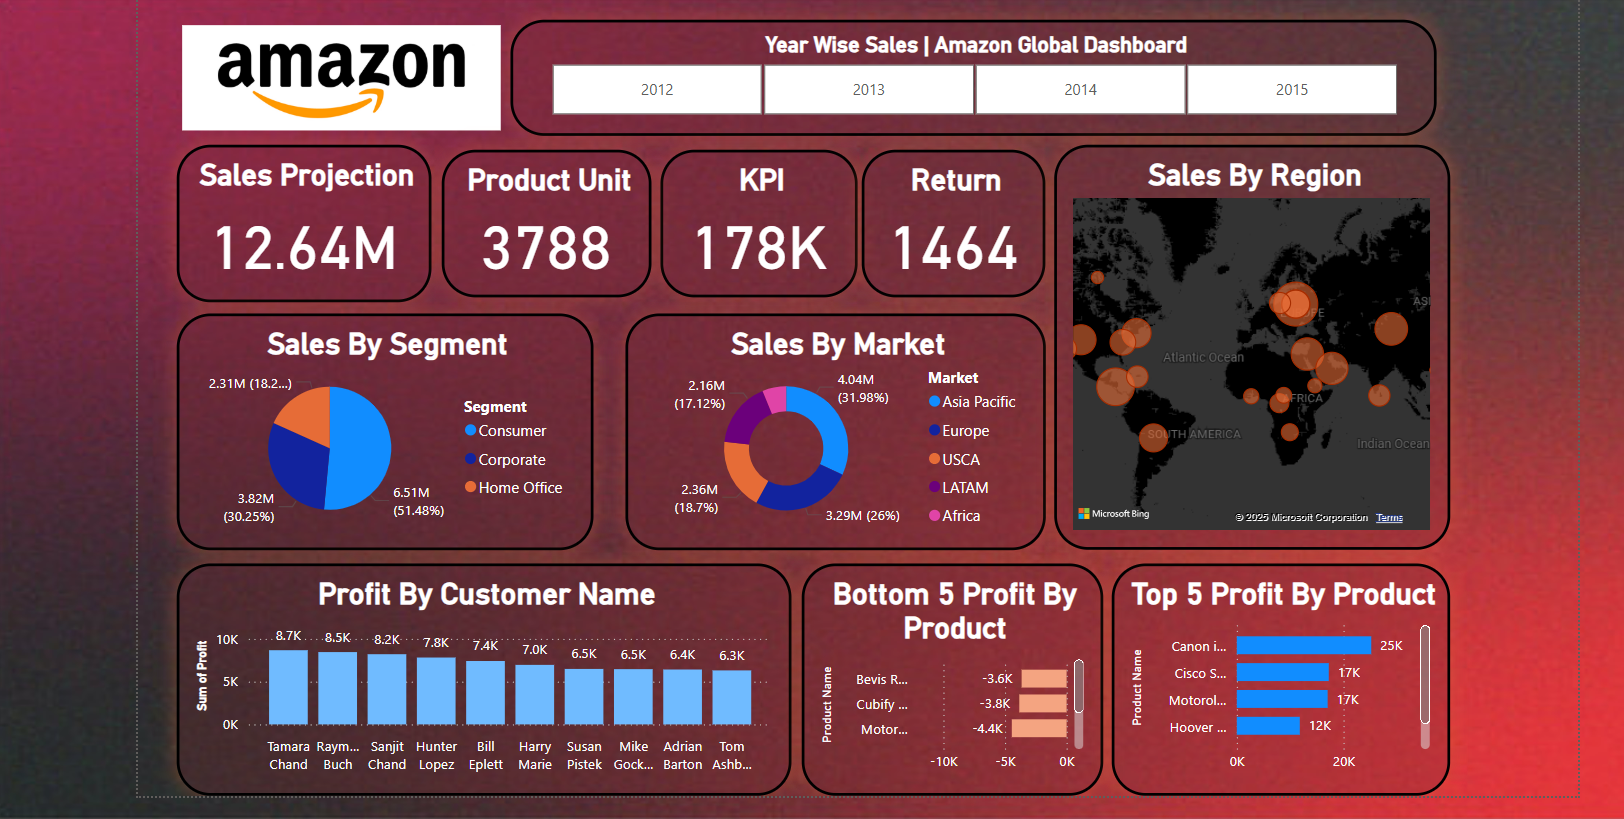 amazon
Year Wise Sales | Amazon Global Dashboard
2012
2013
2014
2015
Sales Projection
12.64M
Product Unit
3788
KPI
178K
Return
1464
Sales By Region
Atlantic Ocean
AFRICA
SOUTH AMERICA
Indian Ocean
Microsoft Bing
© 2025 Microsoft Corporation Terms
Sales By Segment
2.31M (18.2...)
3.82M
(30.25%)
6.51M
(51.48%)
Segment
Consumer
Corporate
Home Office
Sales By Market
2.16M
(17.12%)
4.04M
(31.98%)
2.36M
(18.7%)
3.29M (26%)
Market
Asia Pacific
Europe
USCA
LATAM
Africa
Profit By Customer Name
Sum of Profit
10K
5K
0K
8.7K
8.5K
8.2K
7.8K
7.4K
7.0K
6.5K
6.5K
6.4K
6.3K
Tamara
Chand
Raym...
Buch
Sanjit
Chand
Hunter
Lopez
Bill
Eplett
Harry
Marie
Susan
Pistek
Mike
Gock...
Adrian
Barton
Tom
Ashb...
Bottom 5 Profit By
Product
Product Name
Bevis R...
-3.6K
Cubify ...
-3.8K
Motor...
-4.4K
-10K
-5K
0K
Top 5 Profit By Product
Product Name
Canon i...
25K
Cisco S...
17K
Motorol...
17K
Hoover ...
12K
0K
20K